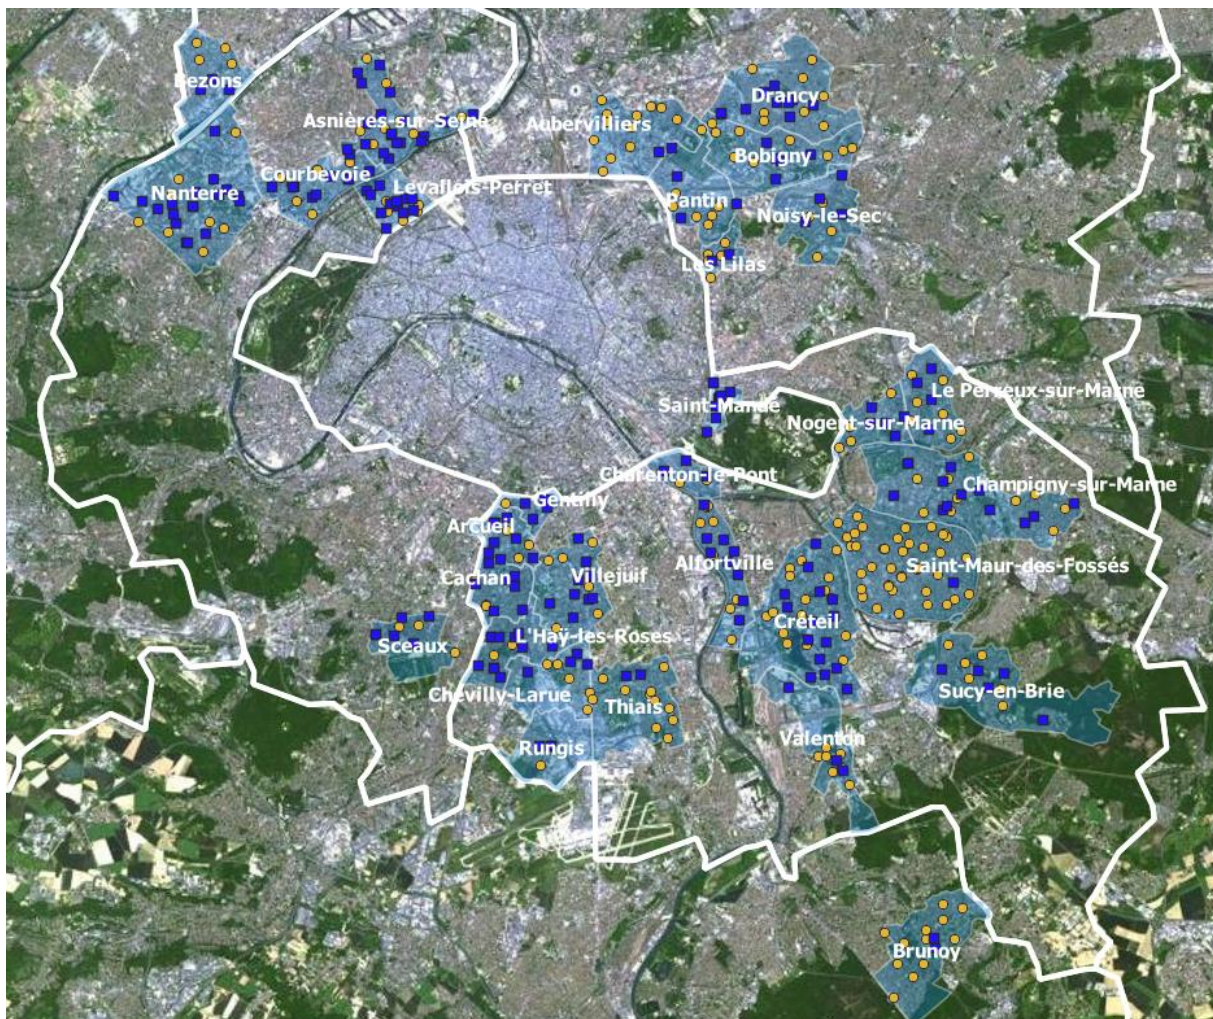 Bezons
Drancy
Asnières-sur-Seine
Aubervilliers
Bobigny
Courbevoie
Levallois-Perret
Nanterre
Pantin
Noisy-le-Sec
Les Lilas
Le Perreux-sur-Marne
Saint-Mandé
Nogent-sur-Marne
Charenton-le-Pont
Champigny-sur-Marne
Gentilly
Arcueil
Alfortville
Saint-Maur-des-Fossés
Cachan
Villejuif
Créteil
L'Haÿ-les-Roses
Sceaux
Chevilly-Larue
Sucy-en-Brie
Thiais
Valenton
Rungis
Brunoy